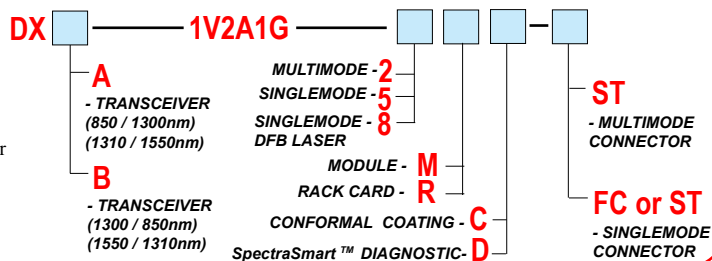 DX 1V2A1G -
A
- TRANSCEIVER
(850 / 1300nm)
(1310 / 1550nm)
B
- TRANSCEIVER
(1300 / 850nm)
(1550 / 1310nm)
MULTIMODE - 2
SINGLEMODE - 5
SINGLEMODE - 8
DFB LASER
MODULE - M
RACK CARD - R
CONFORMAL COATING - C
SpectraSmart ™ DIAGNOSTIC- D
ST
- MULTIMODE
CONNECTOR
FC or ST
- SINGLEMODE
CONNECTOR